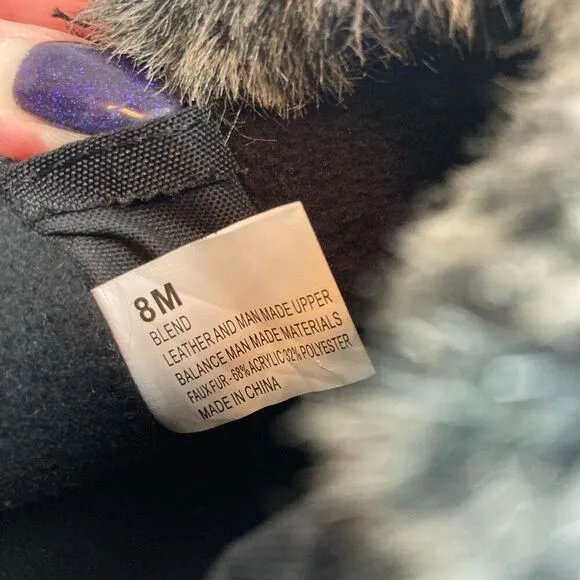 8M
BLEND
LEATHER AND MAN MADE UPPER
BALANCE MAN MADE MATERIALS
FAUX FUR - 68% ACRYLIC 32% POLYESTER
MADE IN CHINA